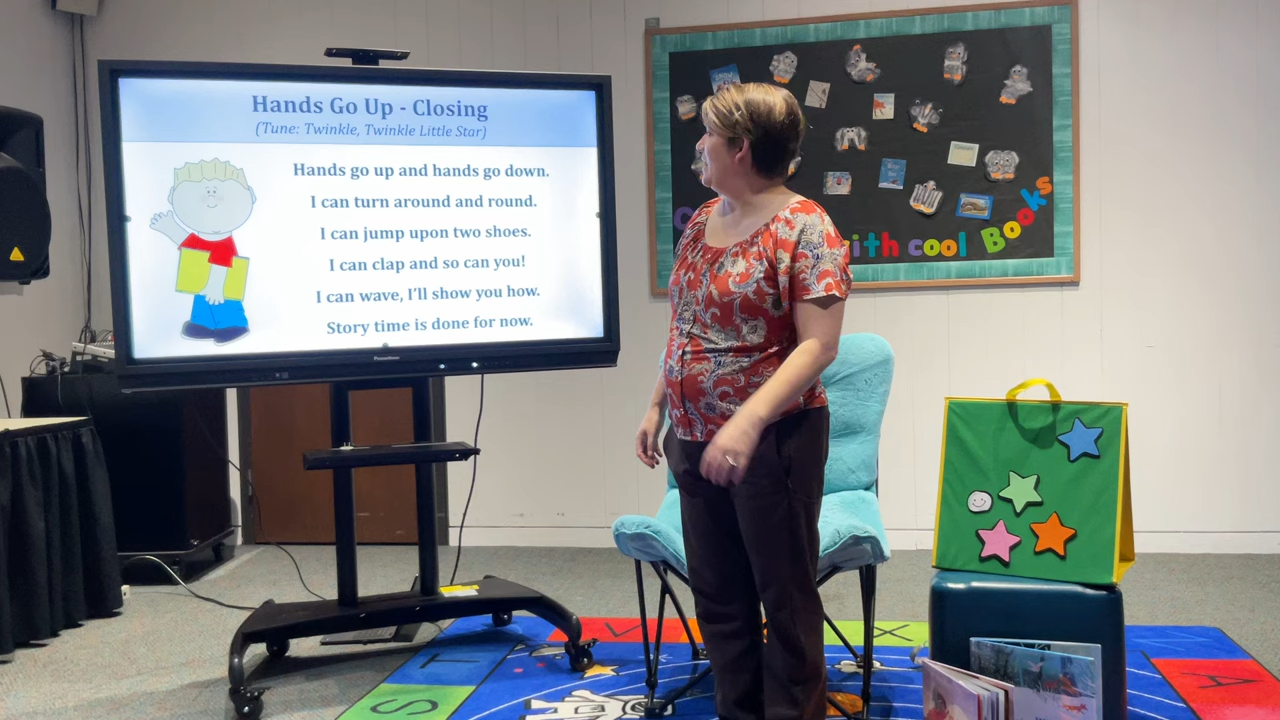 Hands Go Up - Closing
(Tune: Twinkle, Twinkle Little Star)
Hands go up and hands go down.
I can turn around and round.
I can jump upon two shoes.
I can clap and so can you!
I can wave, I'll show you how.
Story time is done for now.
Promethean
C
ith cool Books
T
S
X
A